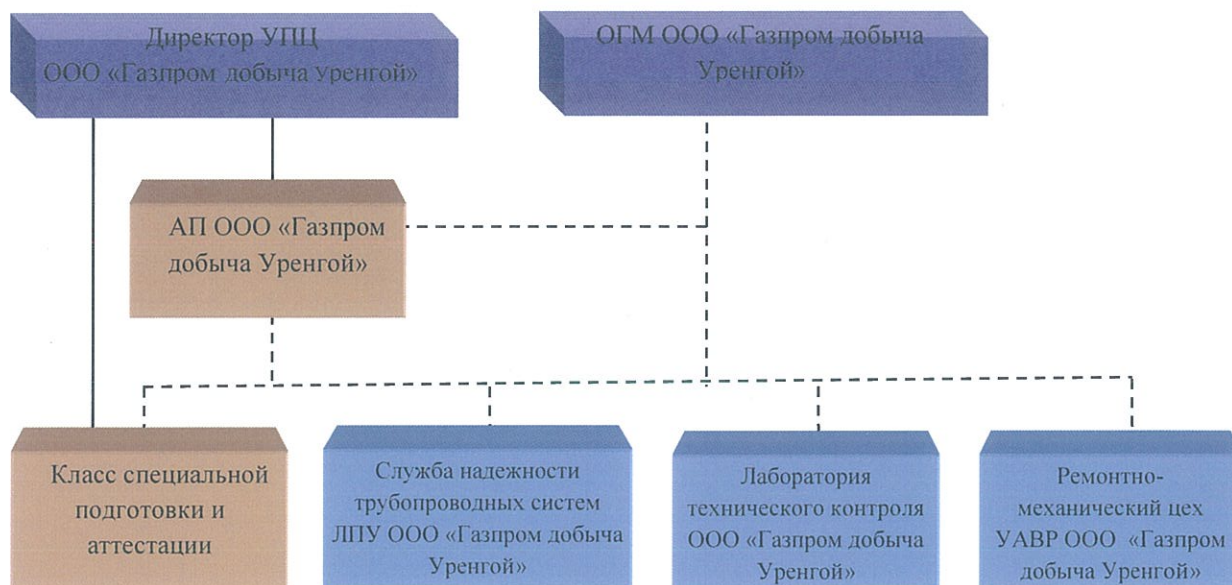 Директор УПЦ
ООО «Газпром добыча Уренгой»
ОГМ ООО «Газпром добыча
Уренгой»
АП ООО «Газпром
добыча Уренгой»
Класс специальной
подготовки и
аттестации
Служба надежности
трубопроводных систем
ЛПУ ООО «Газпром добыча
Уренгой»
Лаборатория
технического контроля
ООО «Газпром добыча
Уренгой»
Ремонтно-
механический цех
УАВР ООО «Газпром
добыча Уренгой»